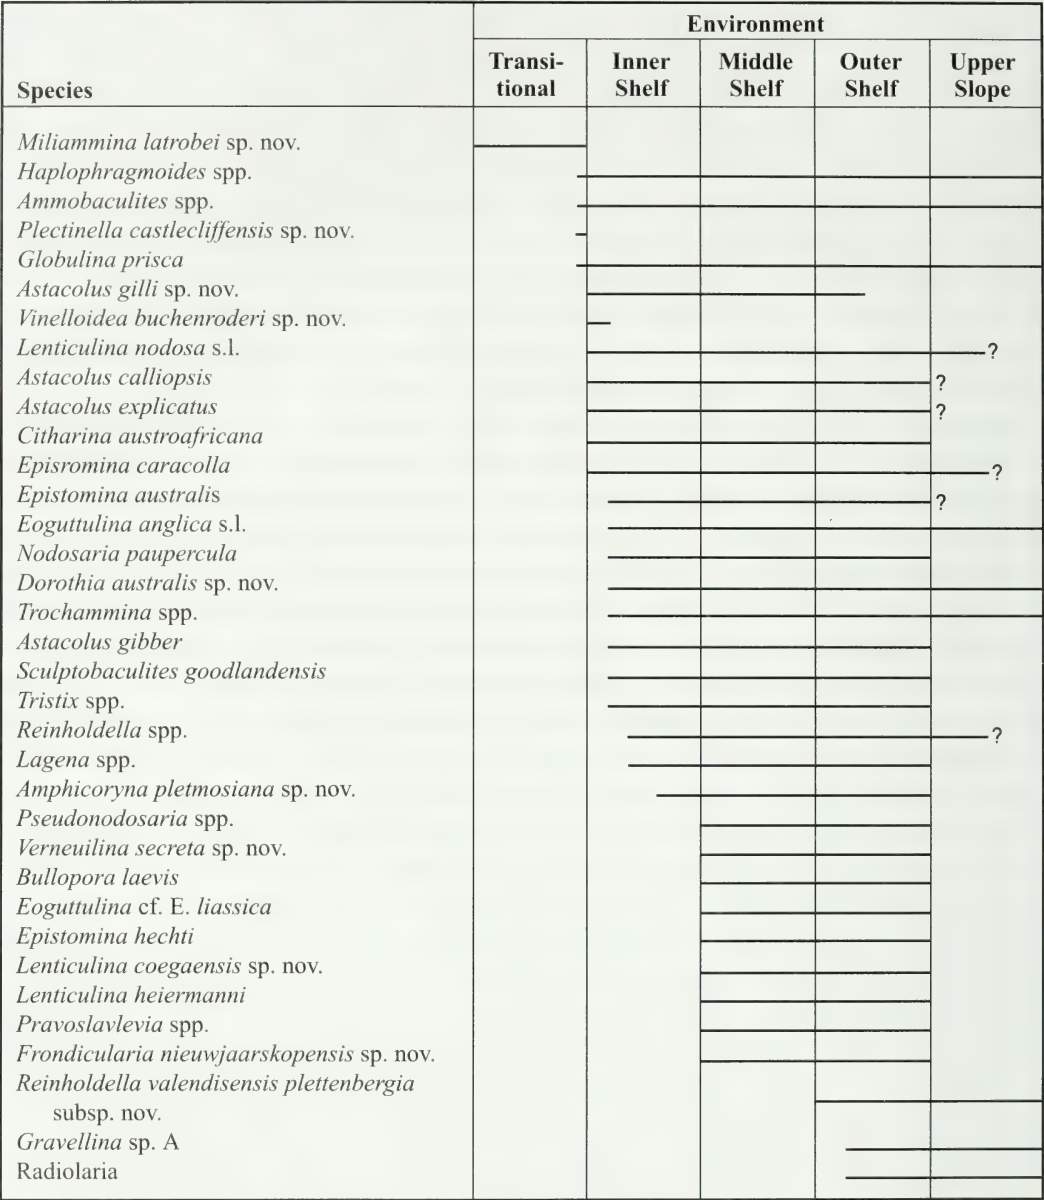 Environment
Transi-
tional
Inner
Shelf
Middle
Shelf
Outer
Shelf
Upper
Slope
Species
Miliammina latrobei sp. nov.
Haplophragmoides spp.
Ammobaculites spp.
Plectinella castlecliffensis sp. nov.
Globulina prisca
Astacolus gilli sp. nov.
Vinelloidea buchenroderi sp. nov.
Lenticulina nodosa s.l. ?
Astacolus calliopsis ?
Astacolus explicatus ?
Citharina austroafricana
Episromina caracolla ?
Epistomina australis ?
Eoguttulina anglica s.l.
Nodosaria paupercula
Dorothia australis sp. nov.
Trochammina spp.
Astacolus gibber
Sculptobaculites goodlandensis
Tristix spp.
Reinholdella spp. ?
Lagena spp.
Amphicoryna pletmosiana sp. nov.
Pseudonodosaria spp.
Verneuilina secreta sp. nov.
Bullopora laevis
Eoguttulina cf. E. liassica
Epistomina hechti
Lenticulina coegaensis sp. nov.
Lenticulina heiermanni
Pravoslavlevia spp.
Frondicularia nieuwjaarskopensis sp. nov.
Reinholdella valendisensis plettenbergia
subsp. nov.
Gravellina sp. A
Radiolaria